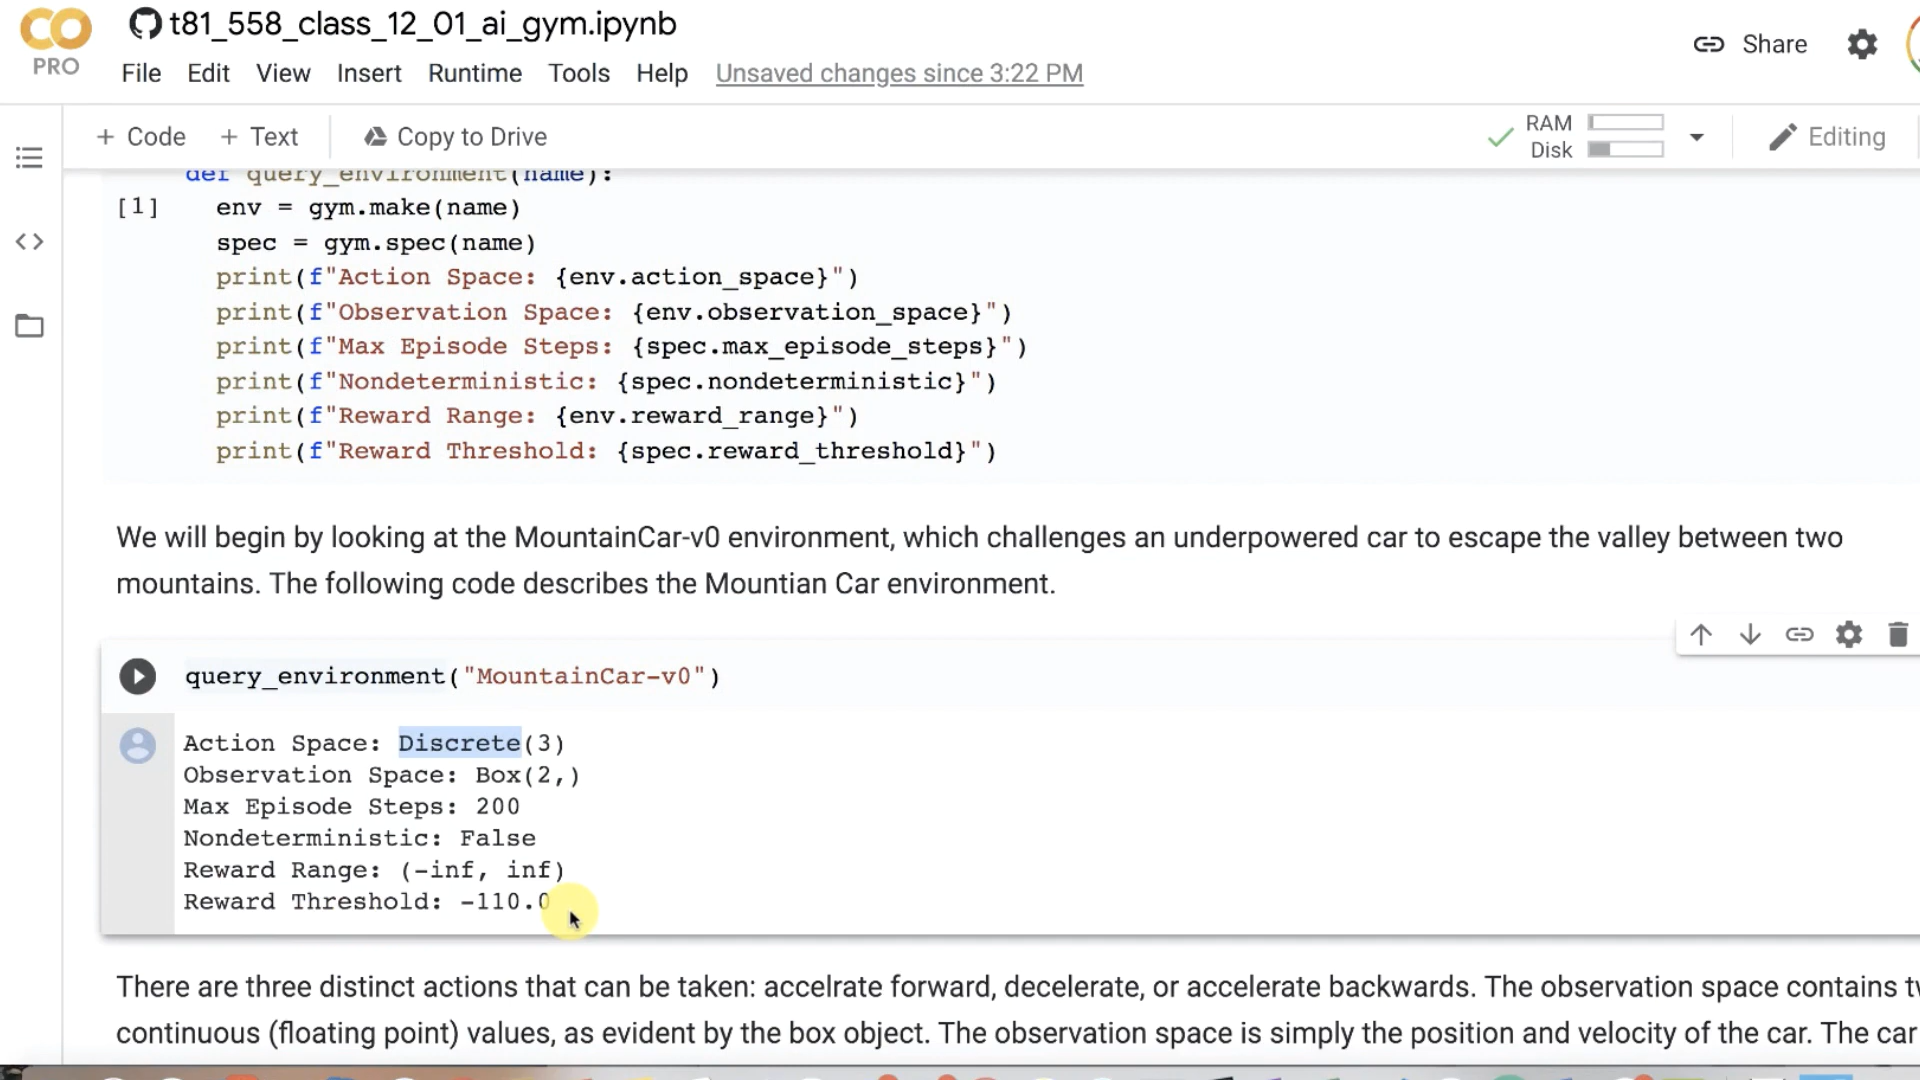 t81_558_class_12_01_ai_gym.ipynb
PRO
File Edit View Insert Runtime Tools Help Unsaved changes since 3:22 PM
Share
+ Code + Text Copy to Drive
RAM
Disk
Editing
def query_environment(name):
[1]
env = gym.make(name)
spec = gym.spec(name)
print(f"Action Space: {env.action_space}")
print(f"Observation Space: {env.observation_space}")
print(f"Max Episode Steps: {spec.max_episode_steps}")
print(f"Nondeterministic: {spec.nondeterministic}")
print(f"Reward Range: {env.reward_range}")
print(f"Reward Threshold: {spec.reward_threshold}")
We will begin by looking at the MountainCar-v0 environment, which challenges an underpowered car to escape the valley between two
mountains. The following code describes the Mountian Car environment.
query_environment("MountainCar-v0")
Action Space: Discrete(3)
Observation Space: Box(2,)
Max Episode Steps: 200
Nondeterministic: False
Reward Range: (-inf, inf)
Reward Threshold: -110.0
There are three distinct actions that can be taken: accelrate forward, decelerate, or accelerate backwards. The observation space contains
continuous (floating point) values, as evident by the box object. The observation space is simply the position and velocity of the car. The car